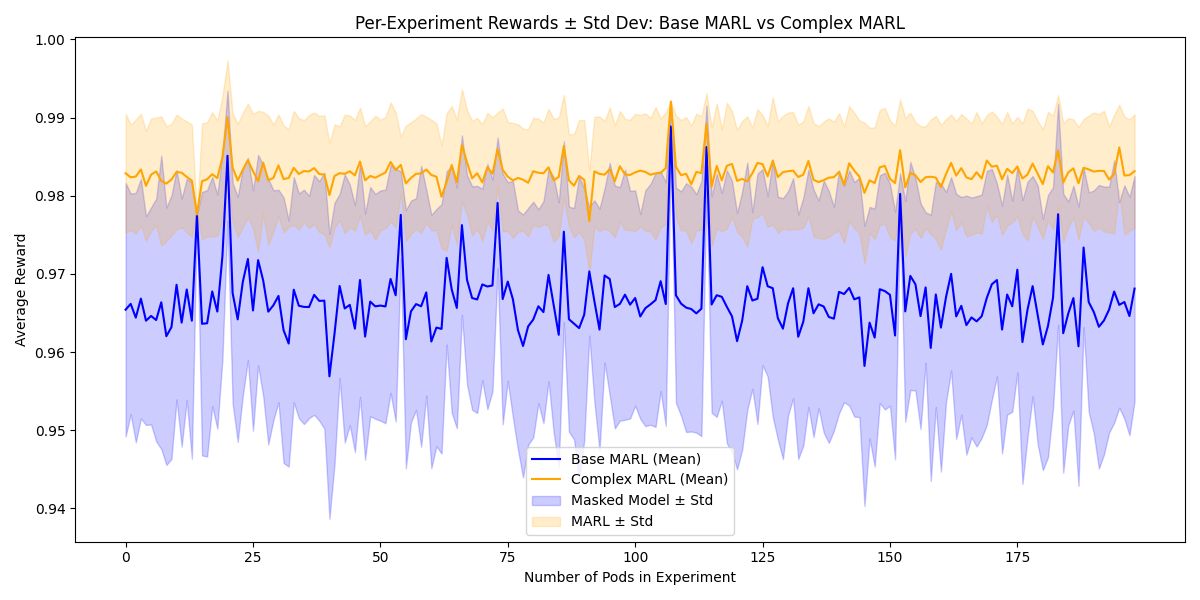 Per-Experiment Rewards ± Std Dev: Base MARL vs Complex MARL
1.00
0.99
0.98
0.97
0.96
0.95
0.94
Average Reward
Base MARL (Mean)
Complex MARL (Mean)
Masked Model ± Std
MARL ± Std
0 25 50 75 100 125 150 175
Number of Pods in Experiment